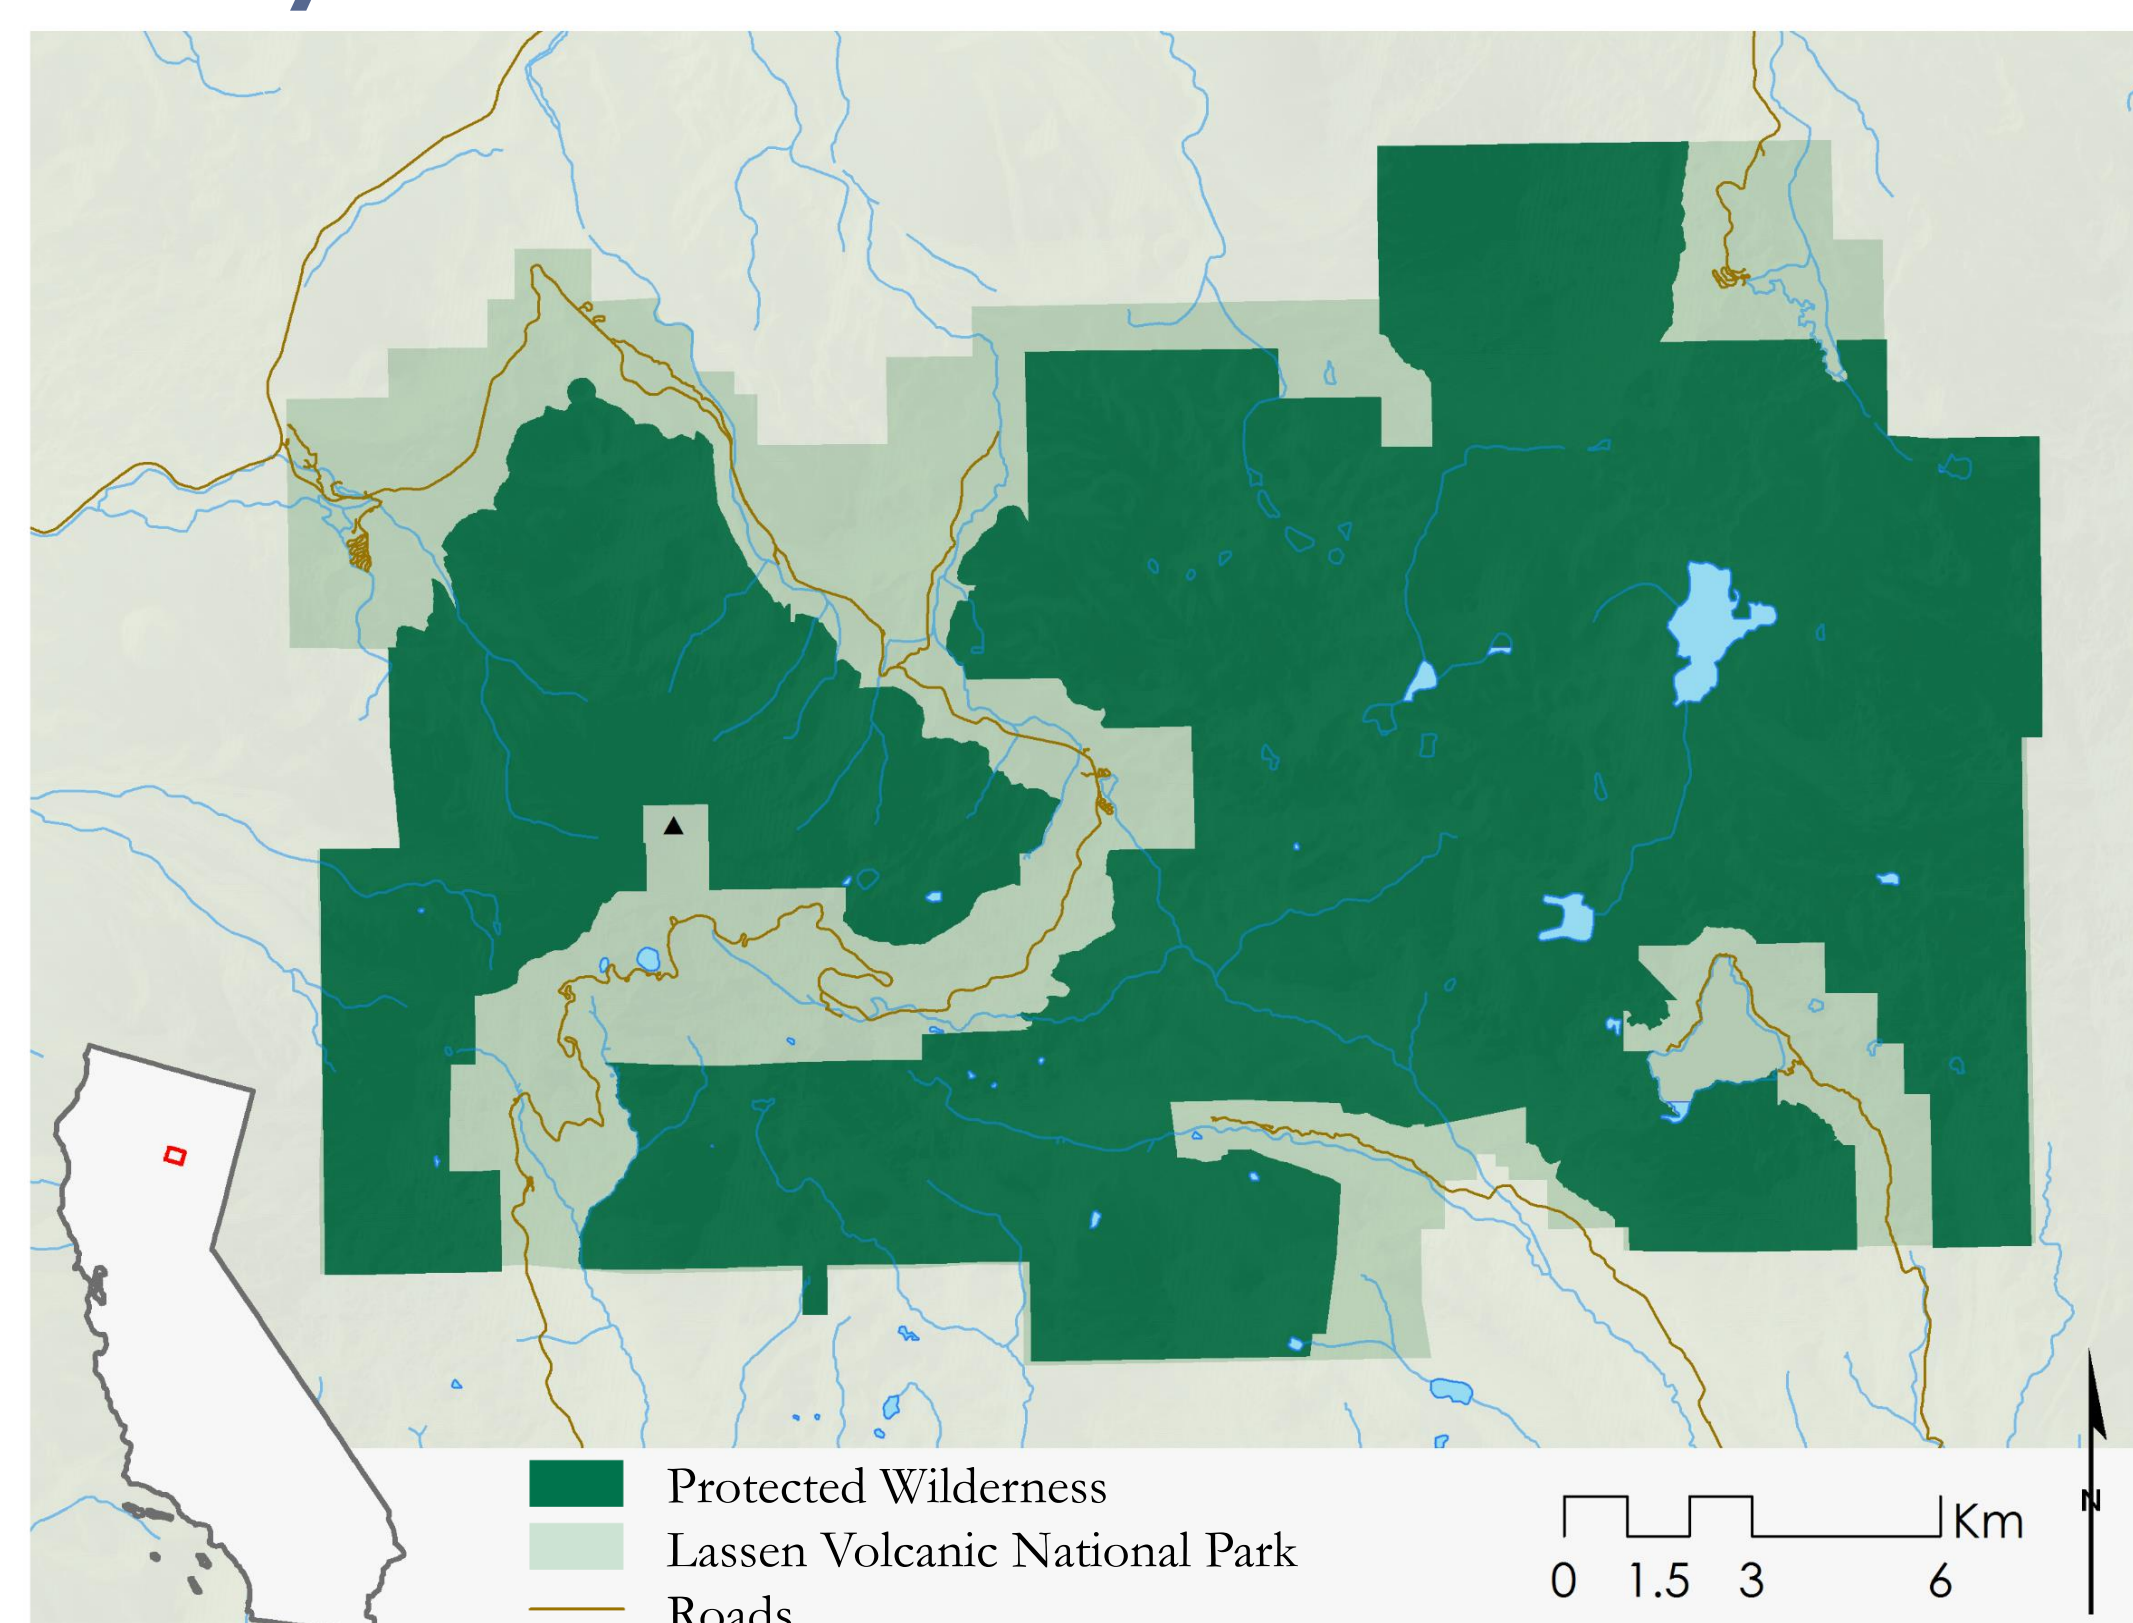 Protected Wilderness
Lassen Volcanic National Park
Roads
Km
0 1.5 3 6
N